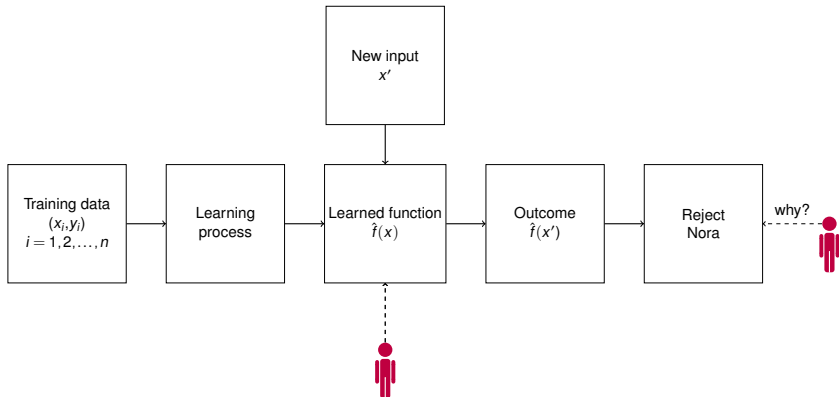 New input
x′
Training data
(xᵢ,yᵢ)
i = 1,2,…,n
Learning
process
Learned function
f̂(x)
Outcome
f̂(x′)
Reject
Nora
why?